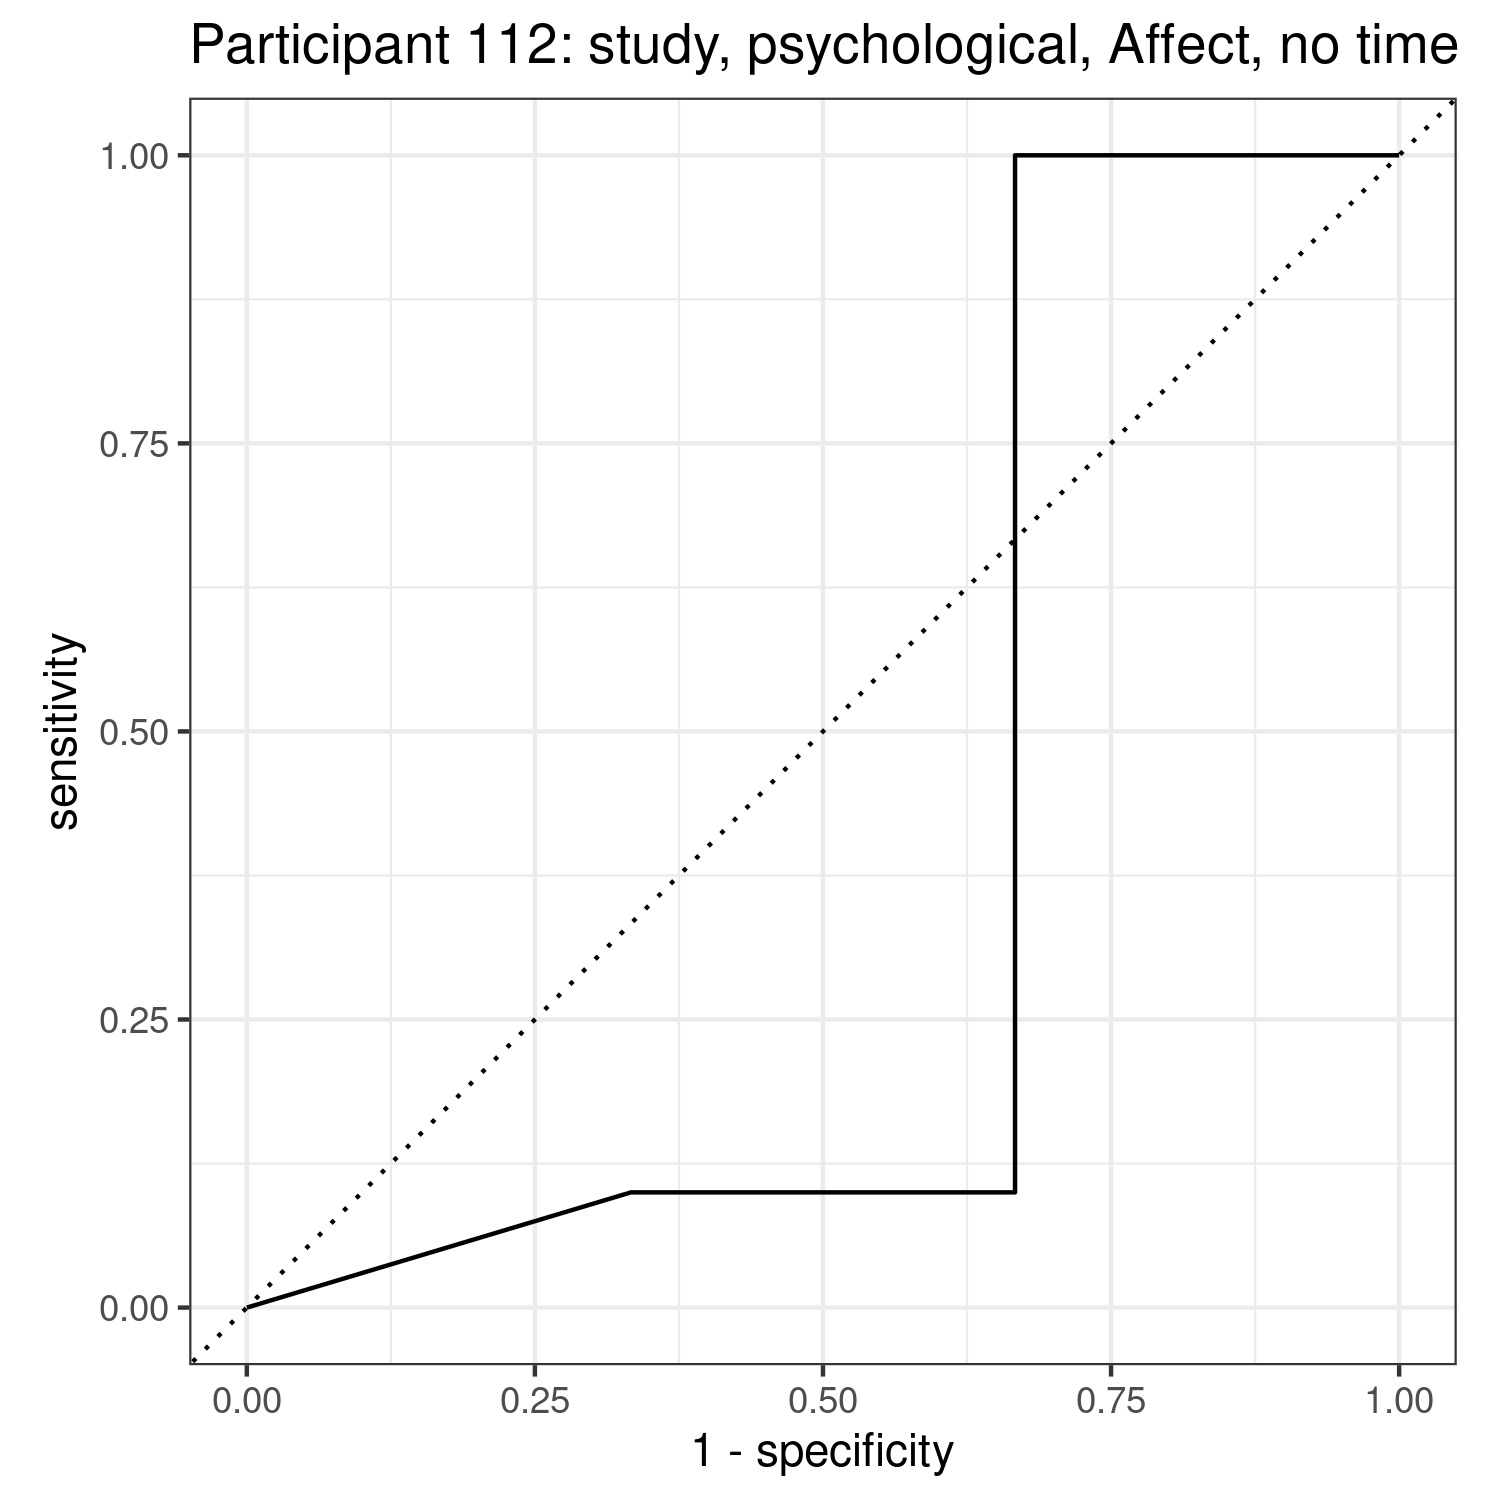 Participant 112: study, psychological, Affect, no time
1.00
0.75
0.50
0.25
0.00
sensitivity
0.00 0.25 0.50 0.75 1.00
1 - specificity